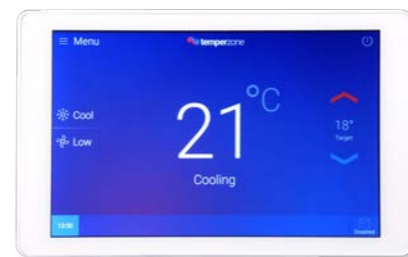 Menu
temperzone
°C
Cool
21
18°
Target
Low
Cooling
13:00
Disabled